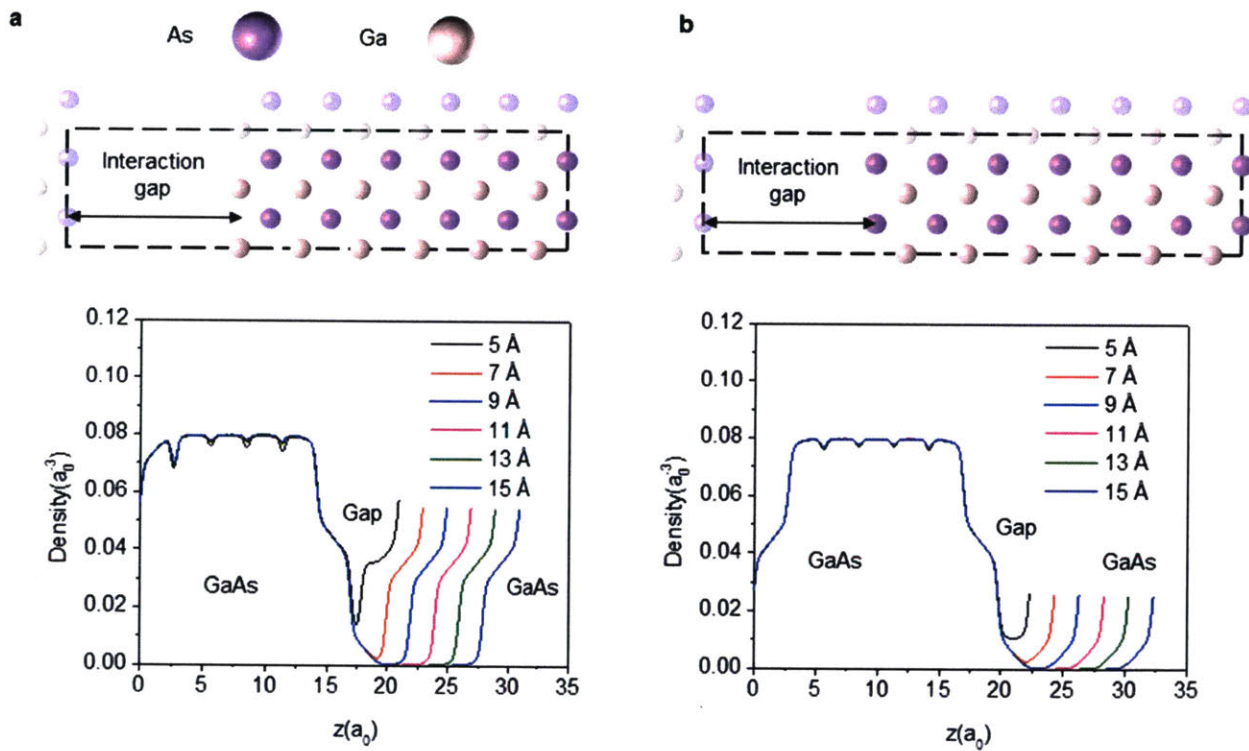 a
As
Ga
Interaction
gap
0.12
0.10
0.08
0.06
0.04
0.02
0.00
Density(a₀⁻³)
5 Å
7 Å
9 Å
11 Å
13 Å
15 Å
Gap
GaAs
GaAs
0
5
10
15
20
25
30
35
z(a₀)
b
Interaction
gap
0.12
0.10
0.08
0.06
0.04
0.02
0.00
Density(a₀⁻³)
5 Å
7 Å
9 Å
11 Å
13 Å
15 Å
Gap
GaAs
GaAs
0
5
10
15
20
25
30
35
z(a₀)